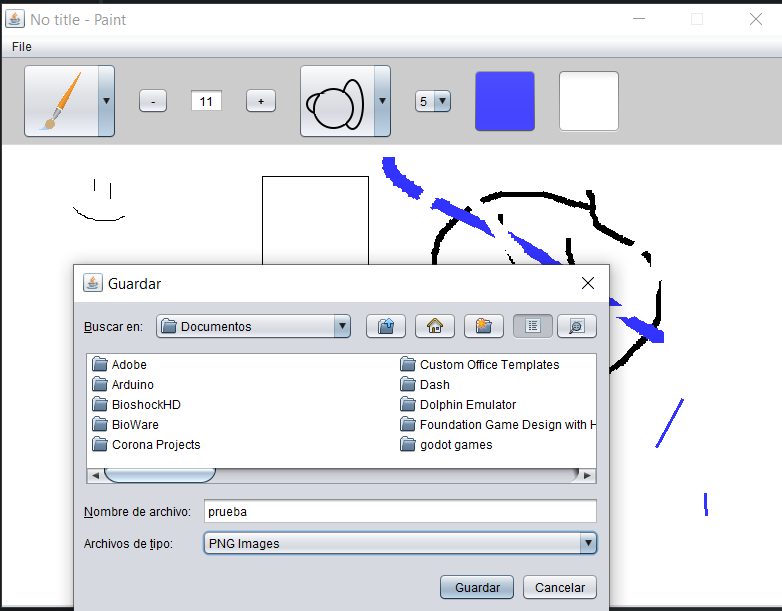 No title - Paint
File
- 11 + 5
Guardar
Buscar en: Documentos
Adobe
Arduino
BioshockHD
BioWare
Corona Projects
Custom Office Templates
Dash
Dolphin Emulator
Foundation Game Design with H
godot games
Nombre de archivo: prueba
Archivos de tipo: PNG Images
Guardar Cancelar